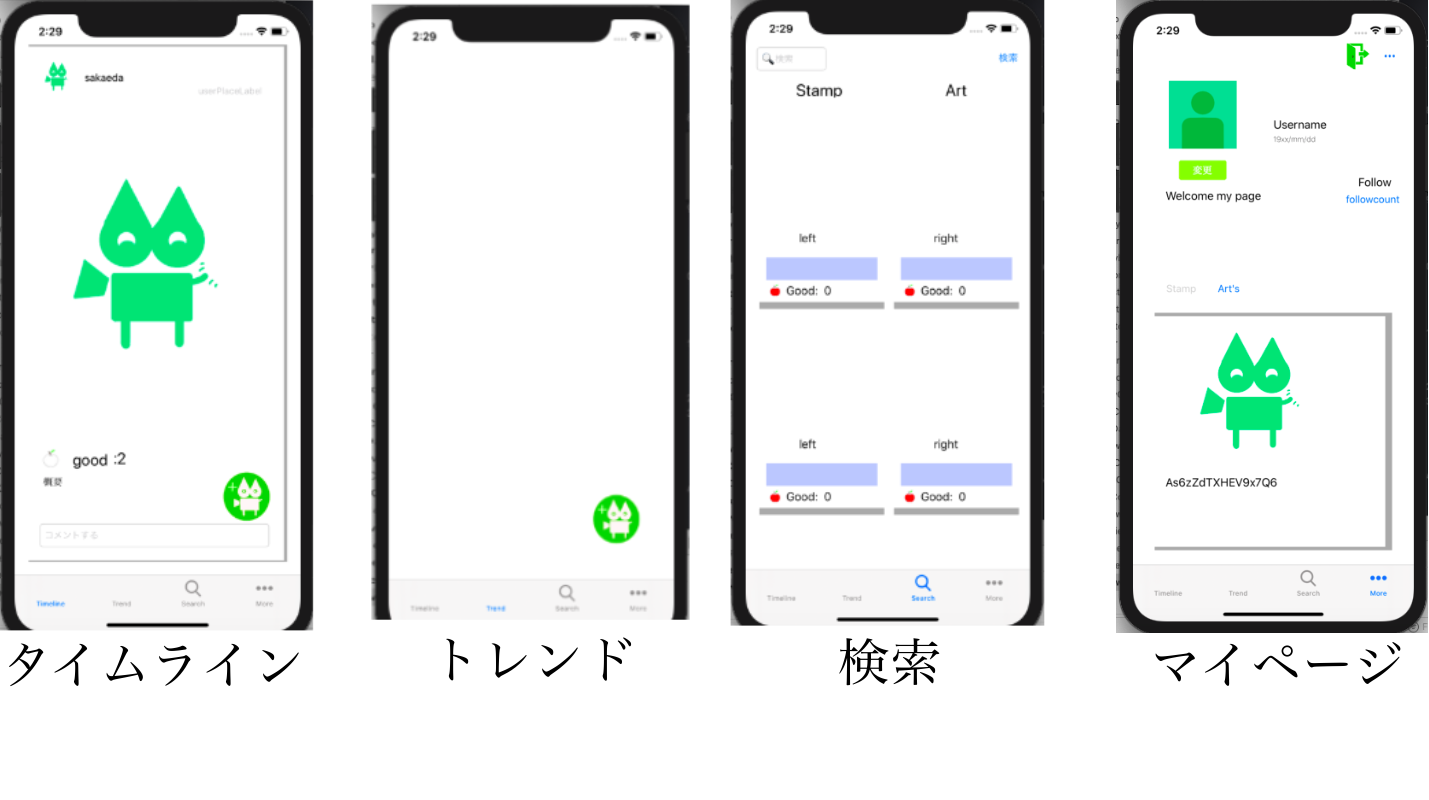 2:29
sakaeda
userPlaceLabel
good :2
概要
コメントする
Timeline
Trend
Search
More
タイムライン
2:29
Timeline
Trend
Search
More
トレンド
2:29
検索
検索
Stamp
Art
left
right
Good: 0
Good: 0
left
right
Good: 0
Good: 0
Timeline
Trend
Search
More
検索
2:29
Username
19xx/mm/dd
変更
Follow
Welcome my page
followcount
Stamp
Art's
As6zZdTXHEV9x7Q6
Timeline
Trend
Search
More
マイページ